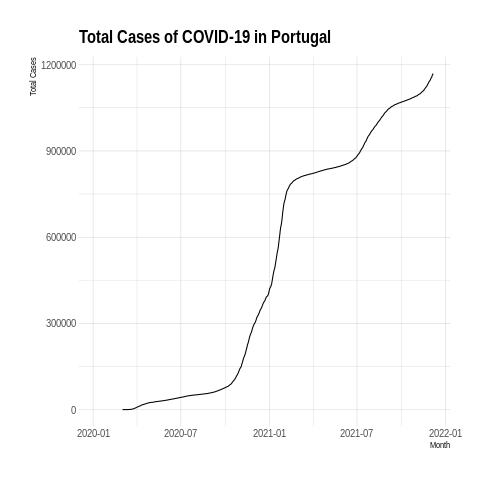 Total Cases of COVID-19 in Portugal
Total Cases
1200000
900000
600000
300000
0
2020-01 2020-07 2021-01 2021-07 2022-01
Month